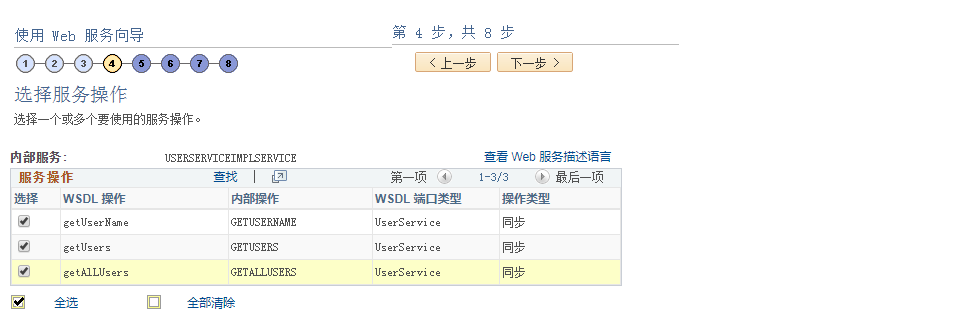 使用 Web 服务向导
第 4 步，共 8 步
1 2 3 4 5 6 7 8
上一步 下一步
选择服务操作
选择一个或多个要使用的服务操作。
内部服务： USERSERVICEIMPLSERVICE 查看 Web 服务描述语言
服务操作 查找 | 第一项 1-3/3 最后一项
选择 WSDL 操作 内部操作 WSDL 端口类型 操作类型
getUserName GETUSERNAME UserService 同步
getUsers GETUSERS UserService 同步
getAlLUsers GETALLUSERS UserService 同步
全选 全部清除